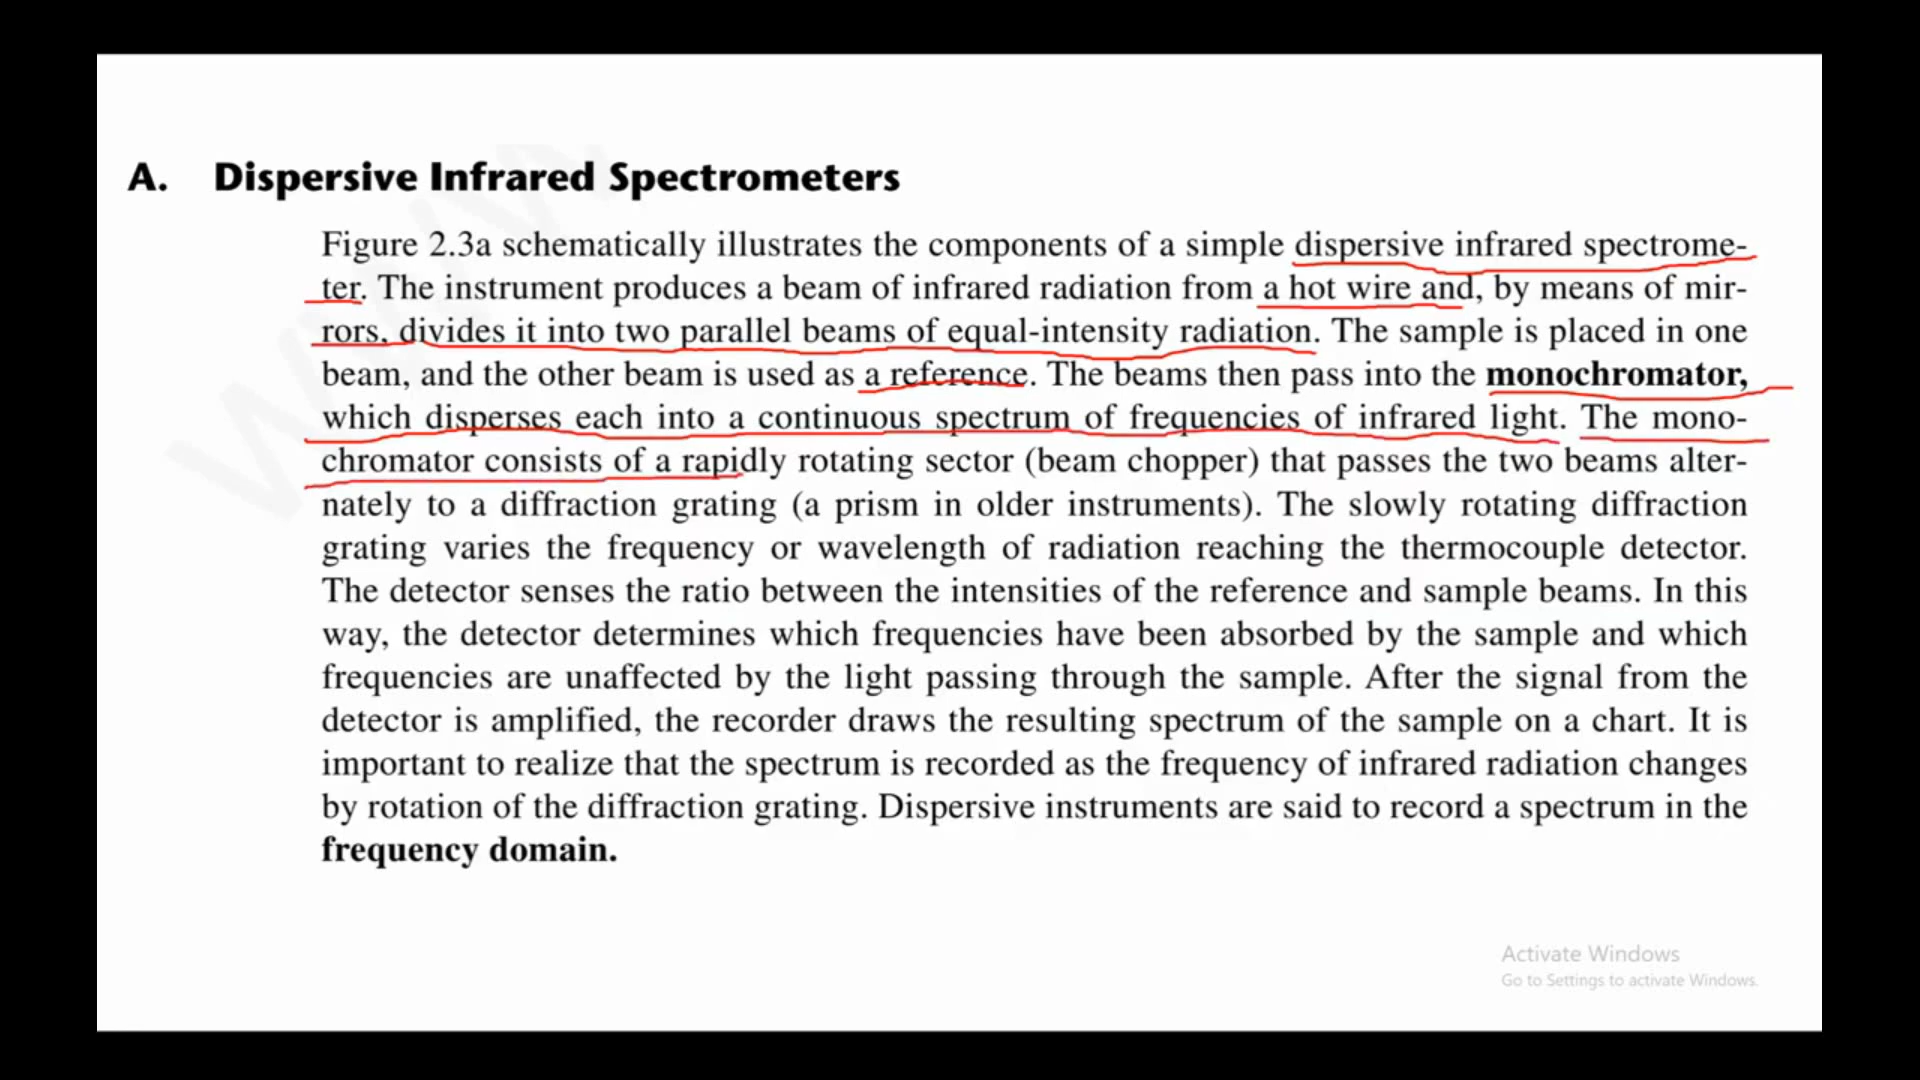 A. Dispersive Infrared Spectrometers
Figure 2.3a schematically illustrates the components of a simple dispersive infrared spectrome-
ter. The instrument produces a beam of infrared radiation from a hot wire and, by means of mir-
rors, divides it into two parallel beams of equal-intensity radiation. The sample is placed in one
beam, and the other beam is used as a reference. The beams then pass into the monochromator,
which disperses each into a continuous spectrum of frequencies of infrared light. The mono-
chromator consists of a rapidly rotating sector (beam chopper) that passes the two beams alter-
nately to a diffraction grating (a prism in older instruments). The slowly rotating diffraction
grating varies the frequency or wavelength of radiation reaching the thermocouple detector.
The detector senses the ratio between the intensities of the reference and sample beams. In this
way, the detector determines which frequencies have been absorbed by the sample and which
frequencies are unaffected by the light passing through the sample. After the signal from the
detector is amplified, the recorder draws the resulting spectrum of the sample on a chart. It is
important to realize that the spectrum is recorded as the frequency of infrared radiation changes
by rotation of the diffraction grating. Dispersive instruments are said to record a spectrum in the
frequency domain.
Activate Windows
Go to Settings to activate Windows.